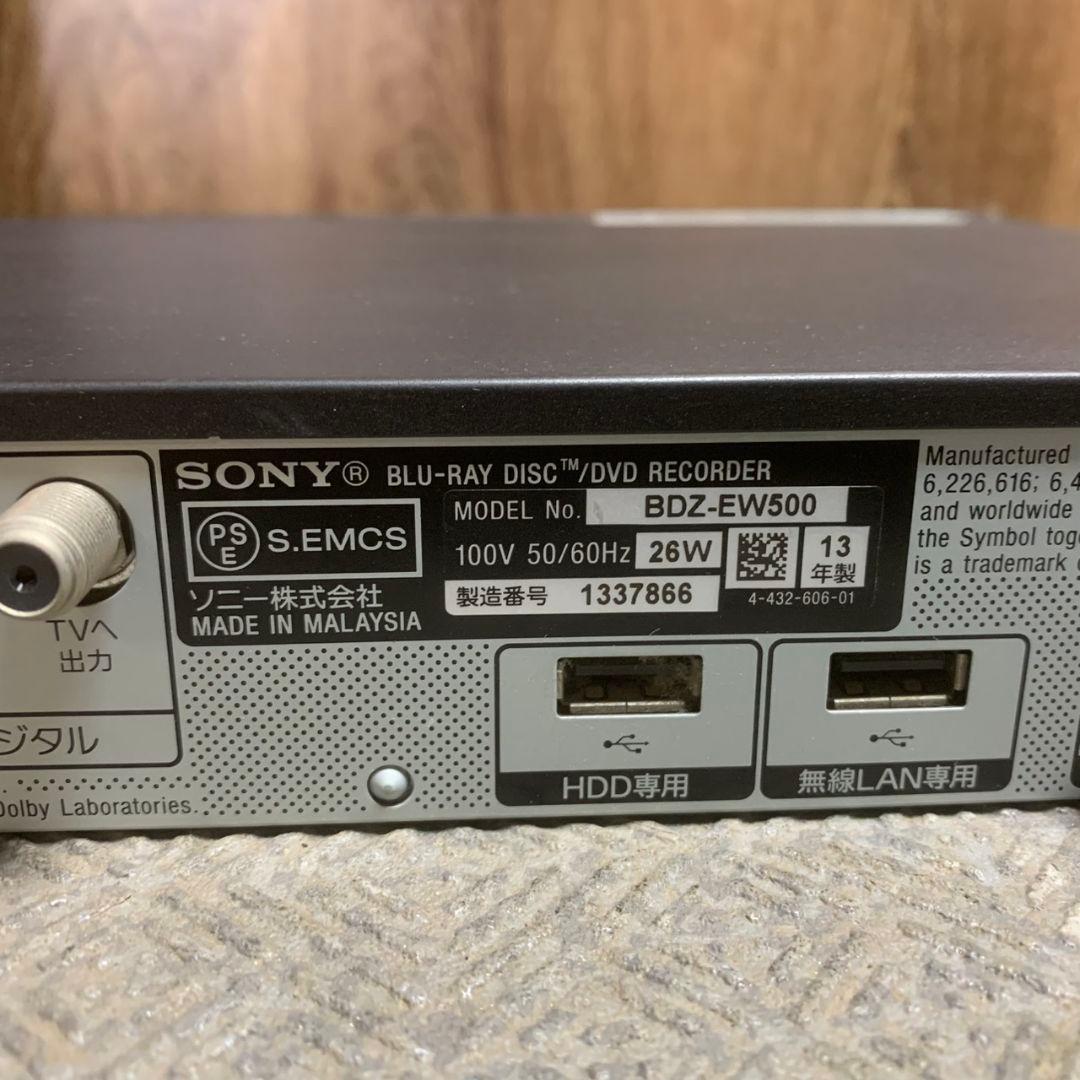 SONY® BLU-RAY DISC™/DVD RECORDER
PS
E
S.EMCS
ソニー株式会社
MADE IN MALAYSIA
MODEL No. BDZ-EW500
100V 50/60Hz 26W
13
年製
製造番号 1337866
4-432-606-01
Manufactured
6,226,616; 6,4
and worldwide
the Symbol tog
is a trademark
TVへ
出力
ジタル
Dolby Laboratories.
HDD専用
無線LAN専用